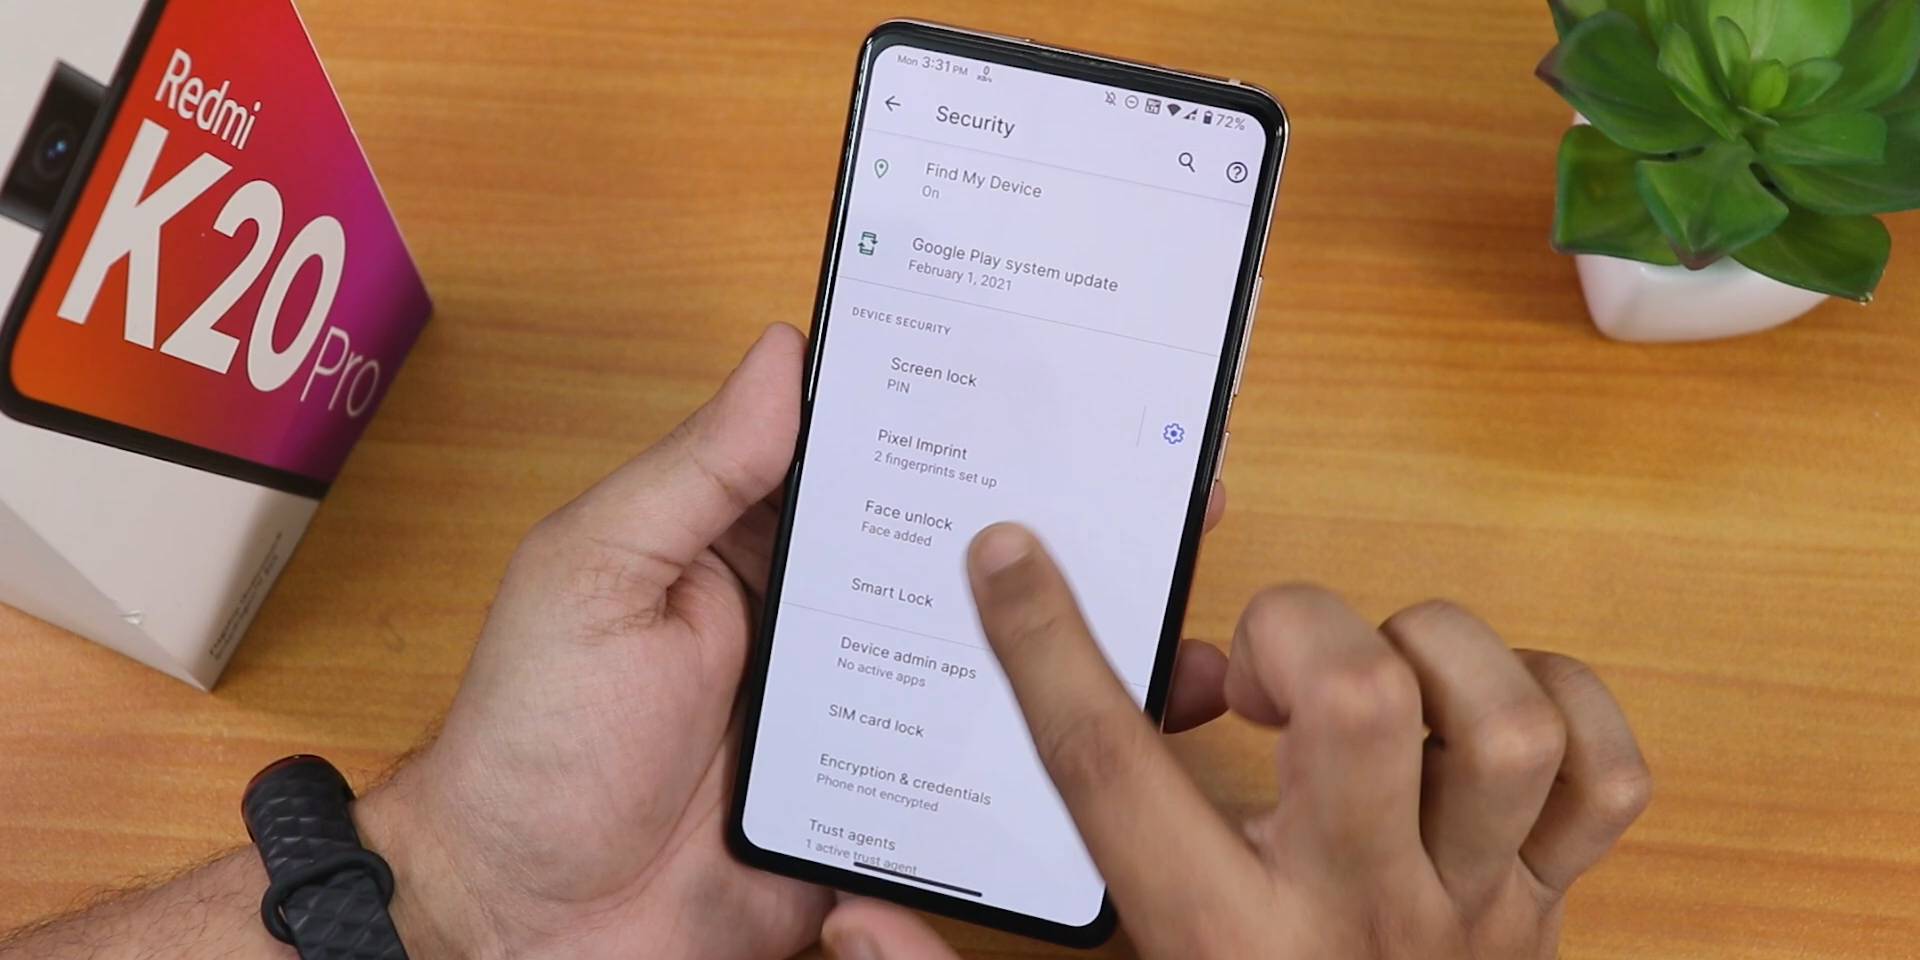 Redmi
K20 Pro
Mon 3:31 PM
0
KB/s
72%
Security
Find My Device
On
Google Play system update
February 1, 2021
DEVICE SECURITY
Screen lock
PIN
Pixel Imprint
2 fingerprints set up
Face unlock
Face added
Smart Lock
Device admin apps
No active apps
SIM card lock
Encryption & credentials
Phone not encrypted
Trust agents
1 active trust agent